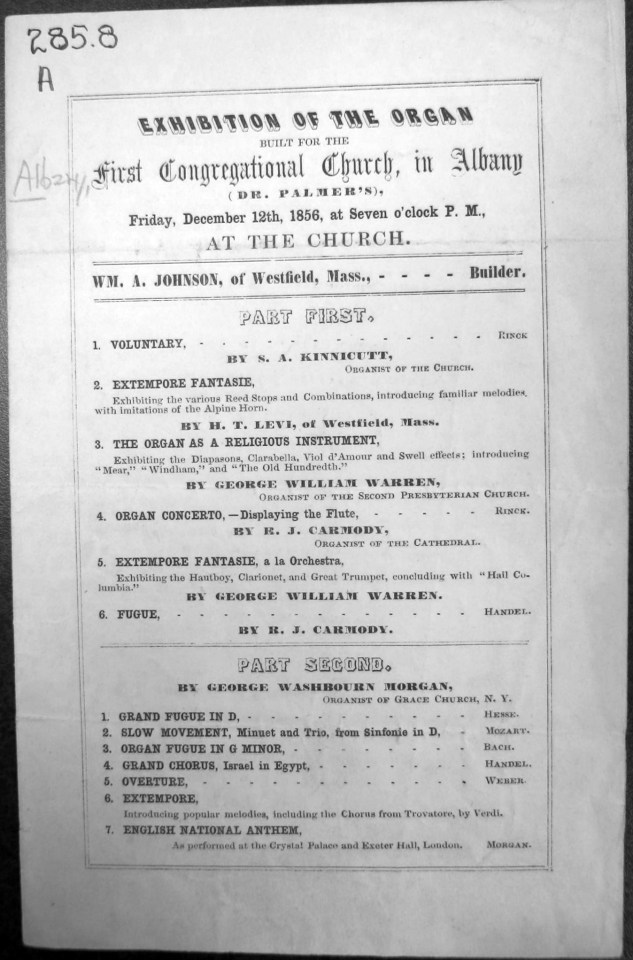 285.8
A
Albany,
EXHIBITION OF THE ORGAN
BUILT FOR THE
First Congregational Church, in Albany
(DR. PALMER'S),
Friday, December 12th, 1856, at Seven o'clock P. M.,
AT THE CHURCH.
WM. A. JOHNSON, of Westfield, Mass., - - - - Builder.
PART FIRST.
1. VOLUNTARY, - - - - - - - - - - - - RINCK
BY S. A. KINNICUTT,
ORGANIST OF THE CHURCH.
2. EXTEMPORE FANTASIE,
Exhibiting the various Reed Stops and Combinations, introducing familiar melodies,
with imitations of the Alpine Horn.
BY H. T. LEVI, of Westfield, Mass.
3. THE ORGAN AS A RELIGIOUS INSTRUMENT,
Exhibiting the Diapasons, Clarabella, Viol d'Amour and Swell effects; introducing
"Mear," "Windham," and "The Old Hundredth."
BY GEORGE WILLIAM WARREN,
ORGANIST OF THE SECOND PRESBYTERIAN CHURCH.
4. ORGAN CONCERTO,—Displaying the Flute, - - - - - RINCK.
BY R. J. CARMODY,
ORGANIST OF THE CATHEDRAL.
5. EXTEMPORE FANTASIE, a la Orchestra,
Exhibiting the Hautboy, Clarionet, and Great Trumpet, concluding with "Hail Co-
lumbia."
BY GEORGE WILLIAM WARREN.
6. FUGUE, - - - - - - - - - - - - - HANDEL.
BY R. J. CARMODY.
PART SECOND.
BY GEORGE WASHBOURN MORGAN,
ORGANIST OF GRACE CHURCH, N. Y.
1. GRAND FUGUE IN D, - - - - - - - - - - HESSE.
2. SLOW MOVEMENT, Minuet and Trio, from Sinfonie in D, - MOZART.
3. ORGAN FUGUE IN G MINOR, - - - - - - - - BACH.
4. GRAND CHORUS, Israel in Egypt, - - - - - - - HANDEL.
5. OVERTURE, - - - - - - - - - - - - WEBER.
6. EXTEMPORE,
Introducing popular melodies, including the Chorus from Trovatore, by Verdi.
7. ENGLISH NATIONAL ANTHEM,
As performed at the Crystal Palace and Exeter Hall, London. MORGAN.